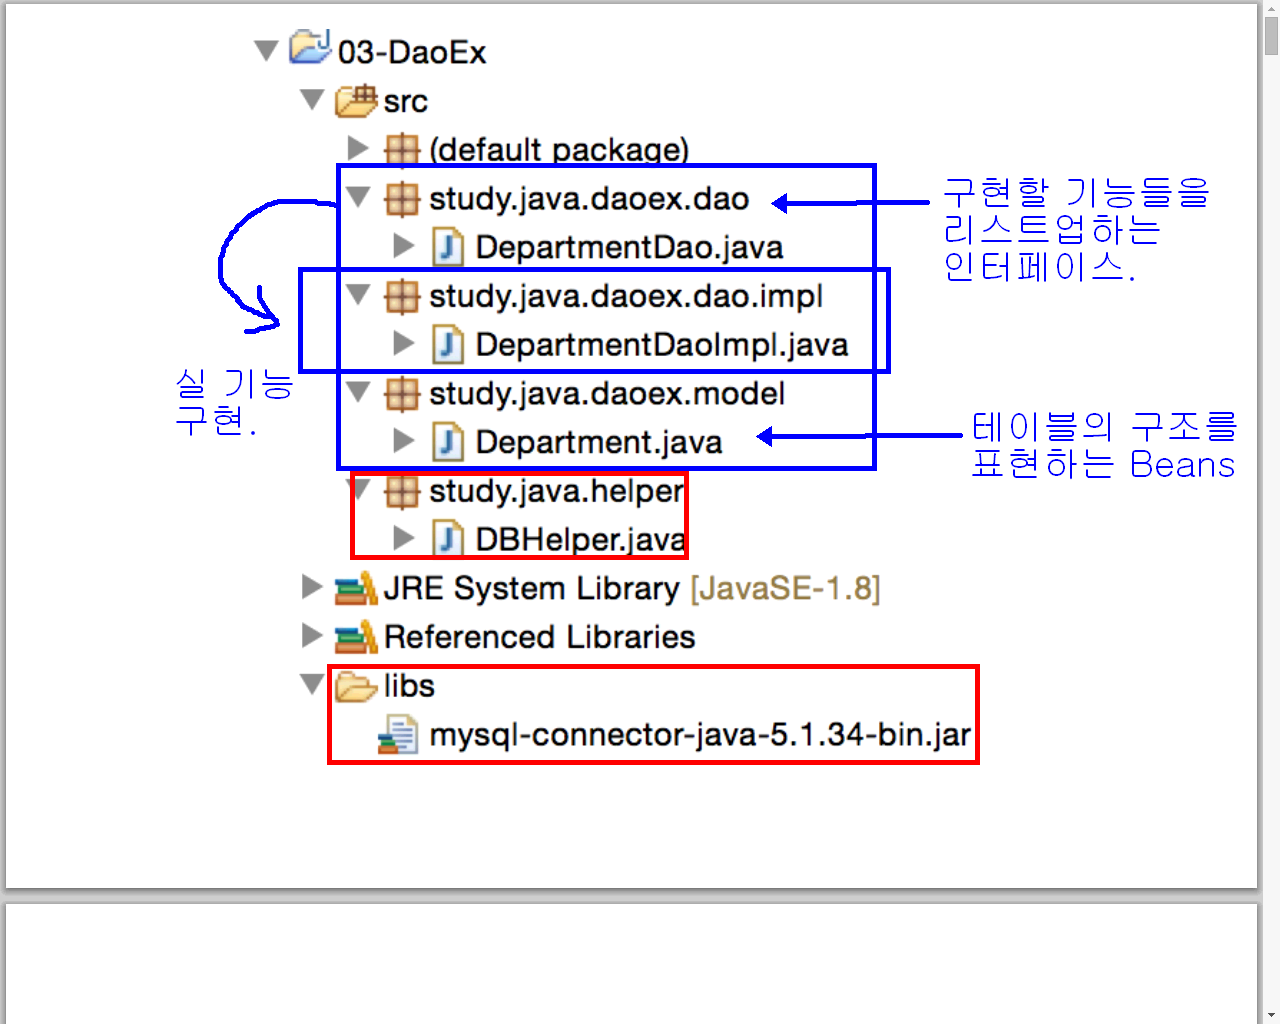 03-DaoEx
src
(default package)
study.java.daoex.dao
DepartmentDao.java
study.java.daoex.dao.impl
DepartmentDaoImpl.java
study.java.daoex.model
Department.java
study.java.helper
DBHelper.java
JRE System Library [JavaSE-1.8]
Referenced Libraries
libs
mysql-connector-java-5.1.34-bin.jar
구현할 기능들을
리스트업하는
인터페이스.
실 기능
구현.
테이블의 구조를
표현하는 Beans